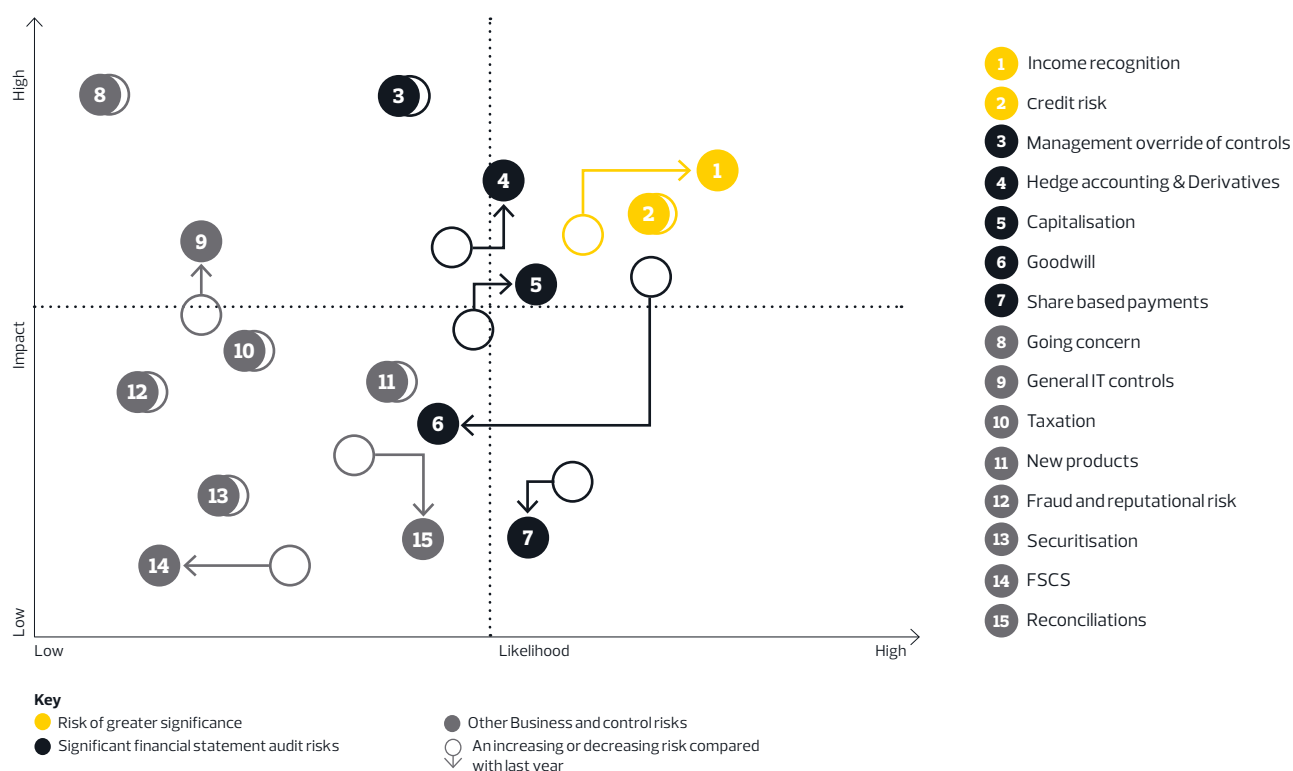 High
Impact
Low
Low
Likelihood
High
8
3
4
1
2
9
5
10
11
12
6
13
15
7
14
1 Income recognition
2 Credit risk
3 Management override of controls
4 Hedge accounting & Derivatives
5 Capitalisation
6 Goodwill
7 Share based payments
8 Going concern
9 General IT controls
10 Taxation
11 New products
12 Fraud and reputational risk
13 Securitisation
14 FSCS
15 Reconciliations
Key
Risk of greater significance
Significant financial statement audit risks
Other Business and control risks
An increasing or decreasing risk compared
with last year